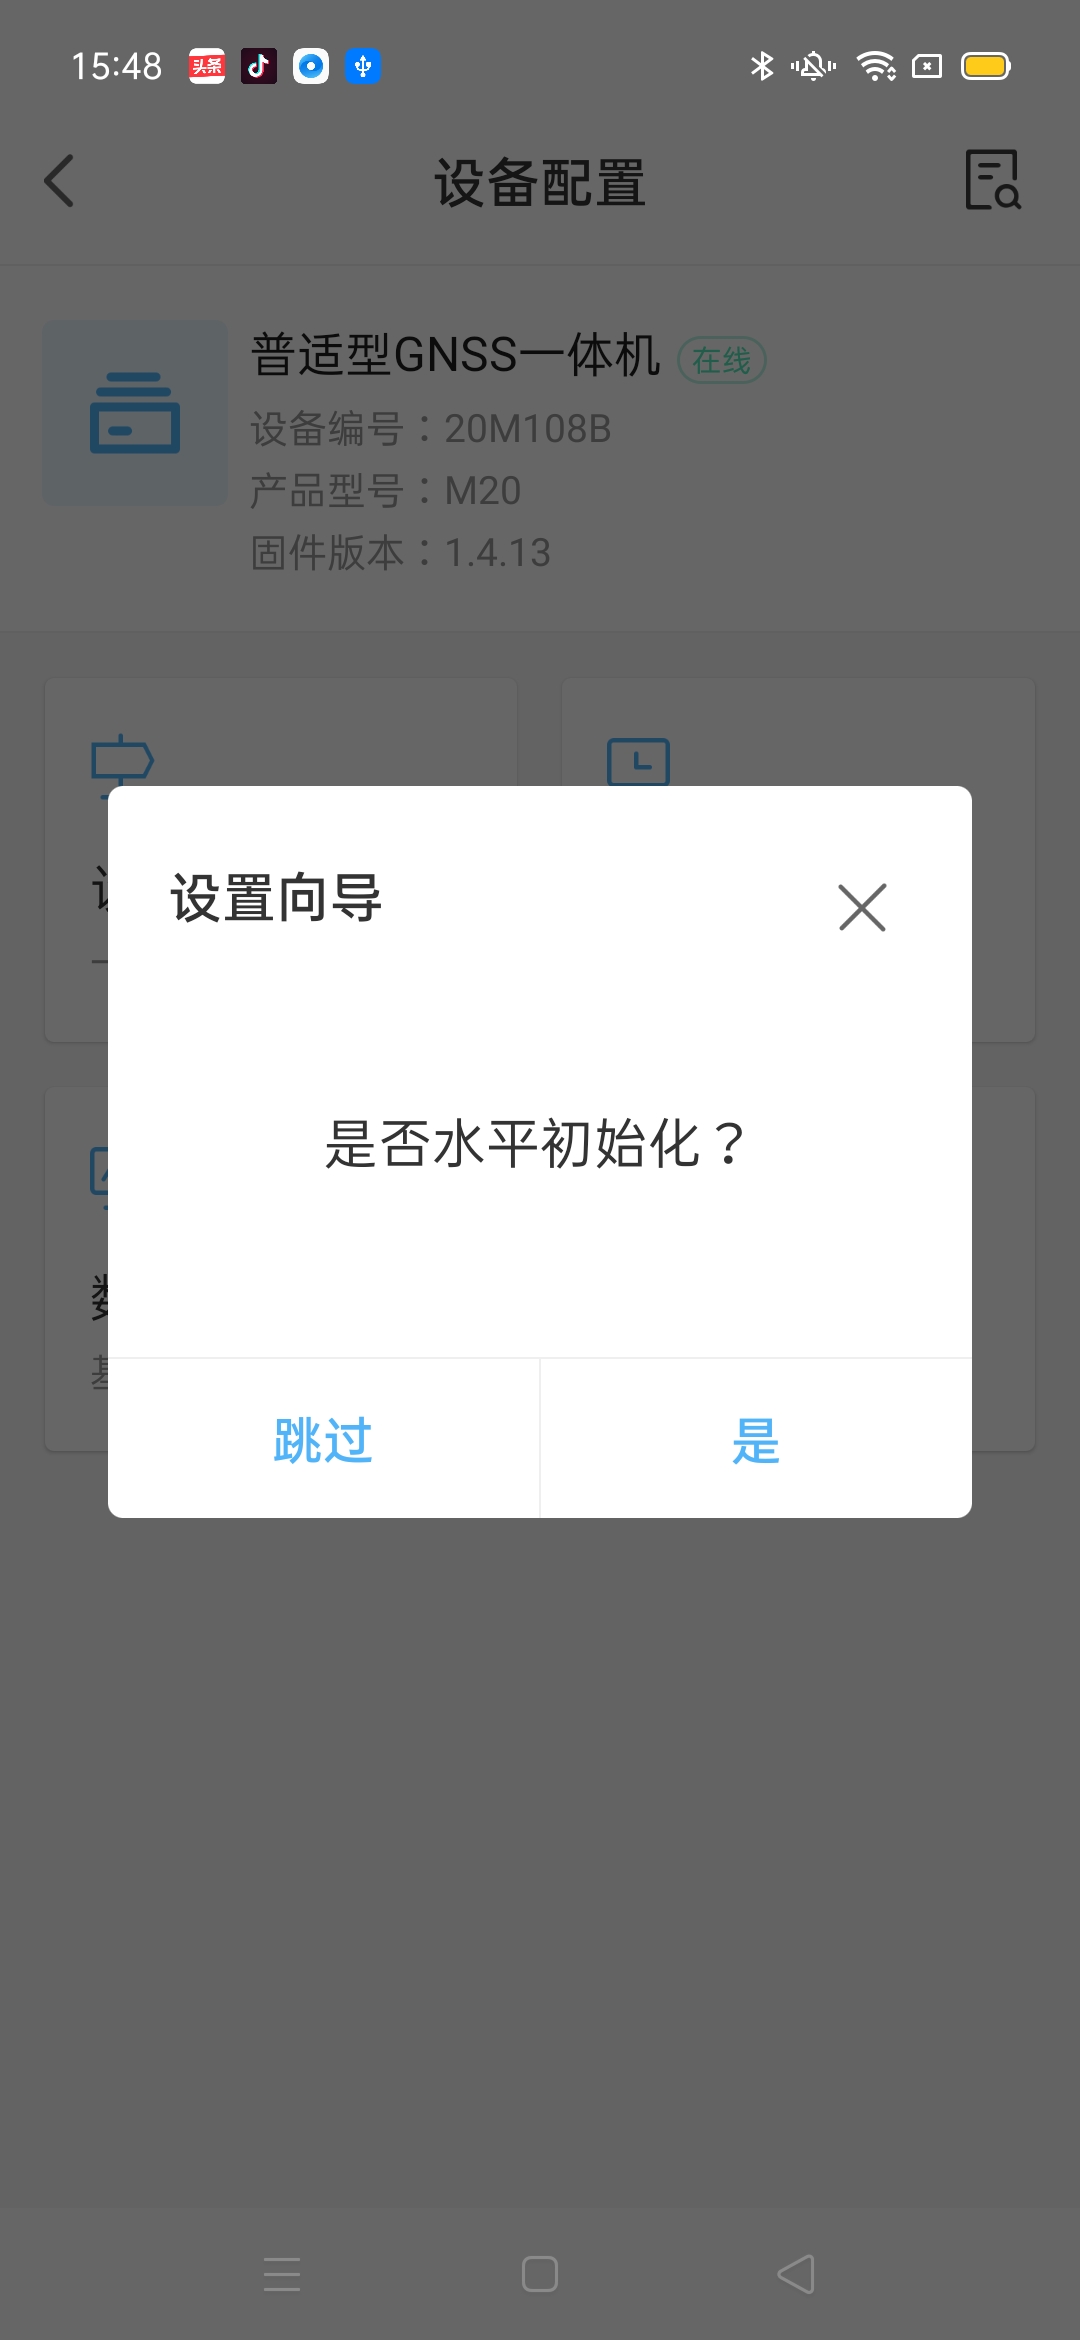 15:48 头条
设备配置
普适型GNSS一体机 在线
设备编号：20M108B
产品型号：M20
固件版本：1.4.13
设置向导
是否水平初始化？
跳过 是